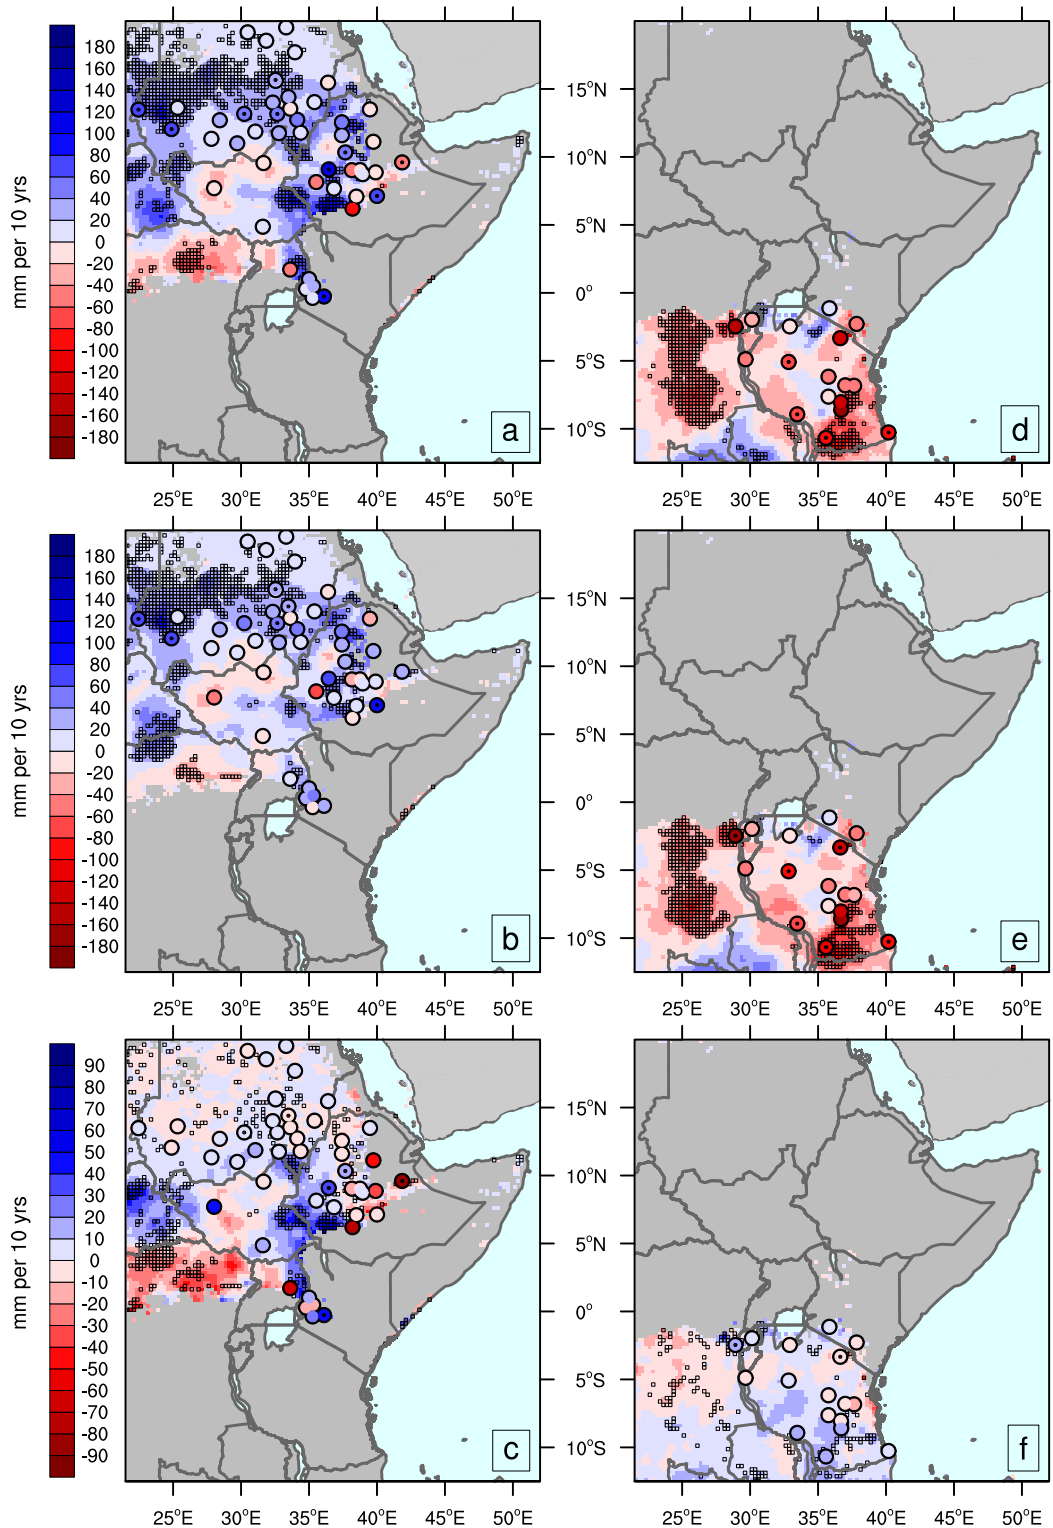 180
160
140
120
100
80
60
40
20
0
-20
-40
-60
-80
-100
-120
-140
-160
-180
mm per 10 yrs
a
25°E 30°E 35°E 40°E 45°E 50°E
15°N
10°N
5°N
0°
5°S
10°S
d
25°E 30°E 35°E 40°E 45°E 50°E
180
160
140
120
100
80
60
40
20
0
-20
-40
-60
-80
-100
-120
-140
-160
-180
mm per 10 yrs
b
25°E 30°E 35°E 40°E 45°E 50°E
15°N
10°N
5°N
0°
5°S
10°S
e
25°E 30°E 35°E 40°E 45°E 50°E
90
80
70
60
50
40
30
20
10
0
-10
-20
-30
-40
-50
-60
-70
-80
-90
mm per 10 yrs
c
25°E 30°E 35°E 40°E 45°E 50°E
15°N
10°N
5°N
0°
5°S
10°S
f
25°E 30°E 35°E 40°E 45°E 50°E